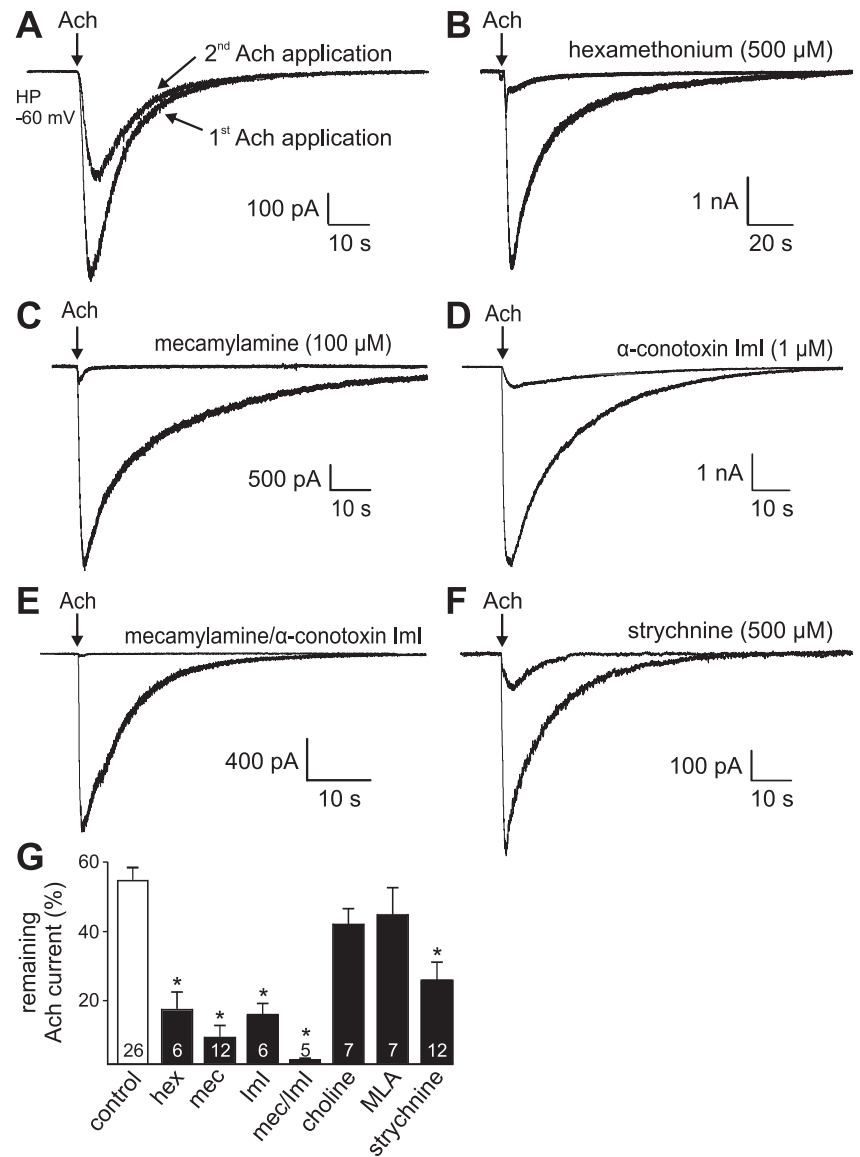 A
Ach
2nd Ach application
HP
-60 mV
1st Ach application
100 pA
10 s
B
Ach
hexamethonium (500 µM)
1 nA
20 s
C
Ach
mecamylamine (100 µM)
500 pA
10 s
D
Ach
α-conotoxin ImI (1 µM)
1 nA
10 s
E
Ach
mecamylamine/α-conotoxin ImI
400 pA
10 s
F
Ach
strychnine (500 µM)
100 pA
10 s
G
remaining
Ach current (%)
60
40
20
* * * * *
26 6 12 6 5 7 7 12
control hex mec ImI mec/ImI choline MLA strychnine